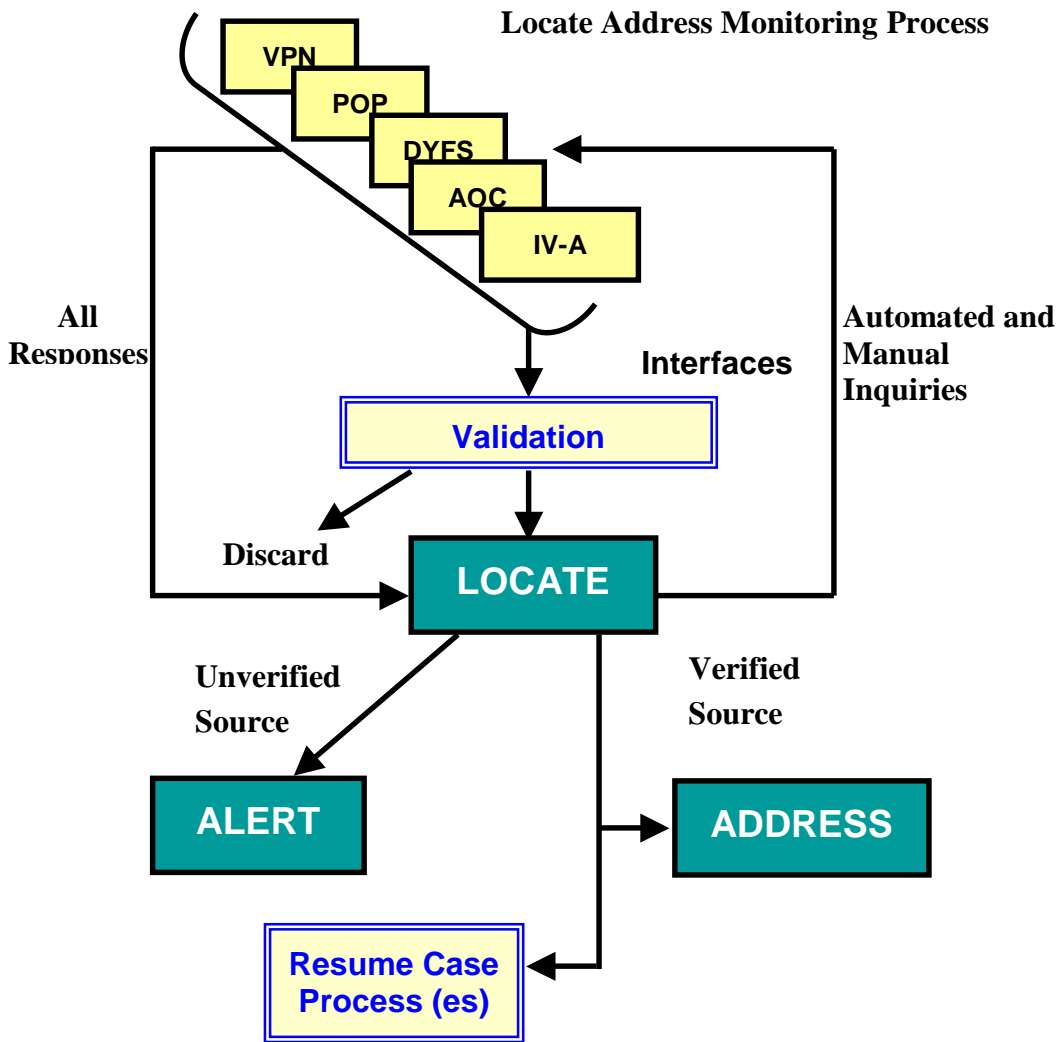 Locate Address Monitoring Process
VPN
POP
DYFS
AOC
IV-A
All
Responses
Automated and
Manual
Inquiries
Interfaces
Validation
Discard
LOCATE
Unverified
Source
Verified
Source
ALERT
ADDRESS
Resume Case
Process (es)